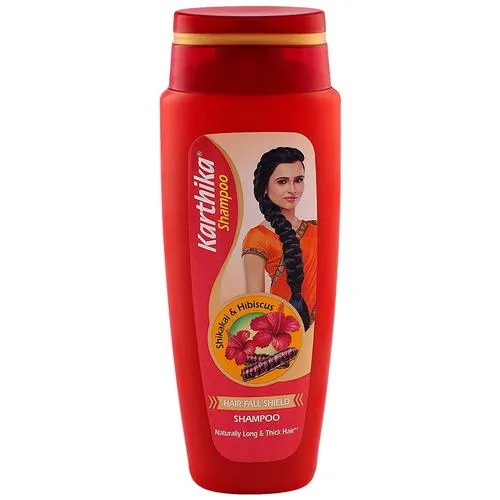 Karthika®
Shampoo
Shikakai & Hibiscus
HAIR FALL SHIELD
SHAMPOO
Naturally Long & Thick Hair**